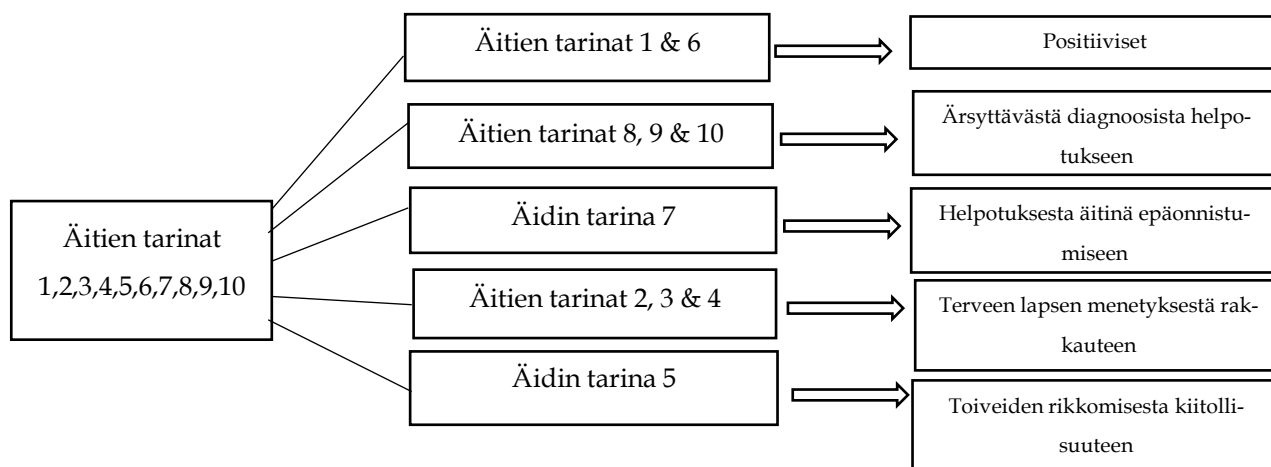 Äitien tarinat 1 & 6
Positiiviset
Äitien tarinat 8, 9 & 10
Ärsyttävästä diagnoosista helpo-
tukseen
Äitien tarinat
1,2,3,4,5,6,7,8,9,10
Äidin tarina 7
Helpotuksesta äitinä epäonnistu-
miseen
Äitien tarinat 2, 3 & 4
Terveen lapsen menetyksestä rak-
kauteen
Äidin tarina 5
Toiveiden rikkomisesta kiitolli-
suuteen